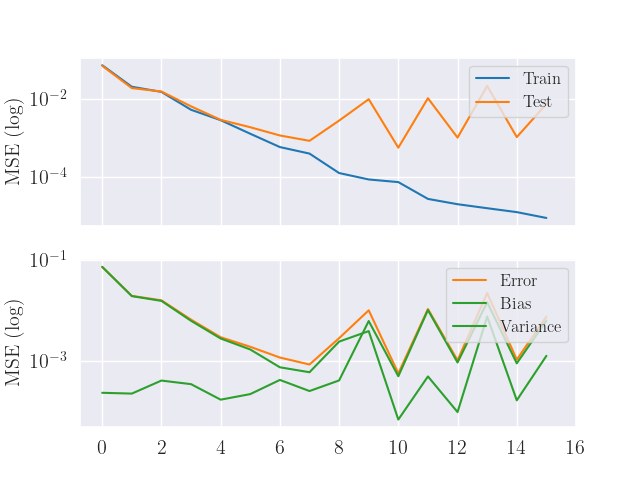 MSE (log)
10⁻²
10⁻⁴
Train
Test
MSE (log)
10⁻¹
10⁻³
Error
Bias
Variance
0 2 4 6 8 10 12 14 16